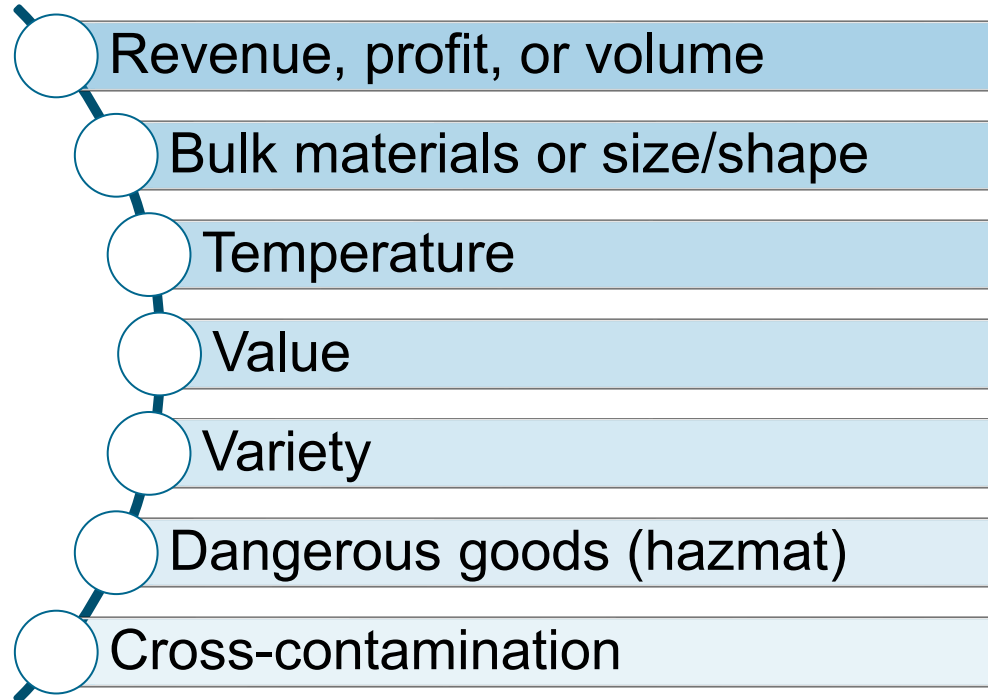 Revenue, profit, or volume
Bulk materials or size/shape
Temperature
Value
Variety
Dangerous goods (hazmat)
Cross-contamination